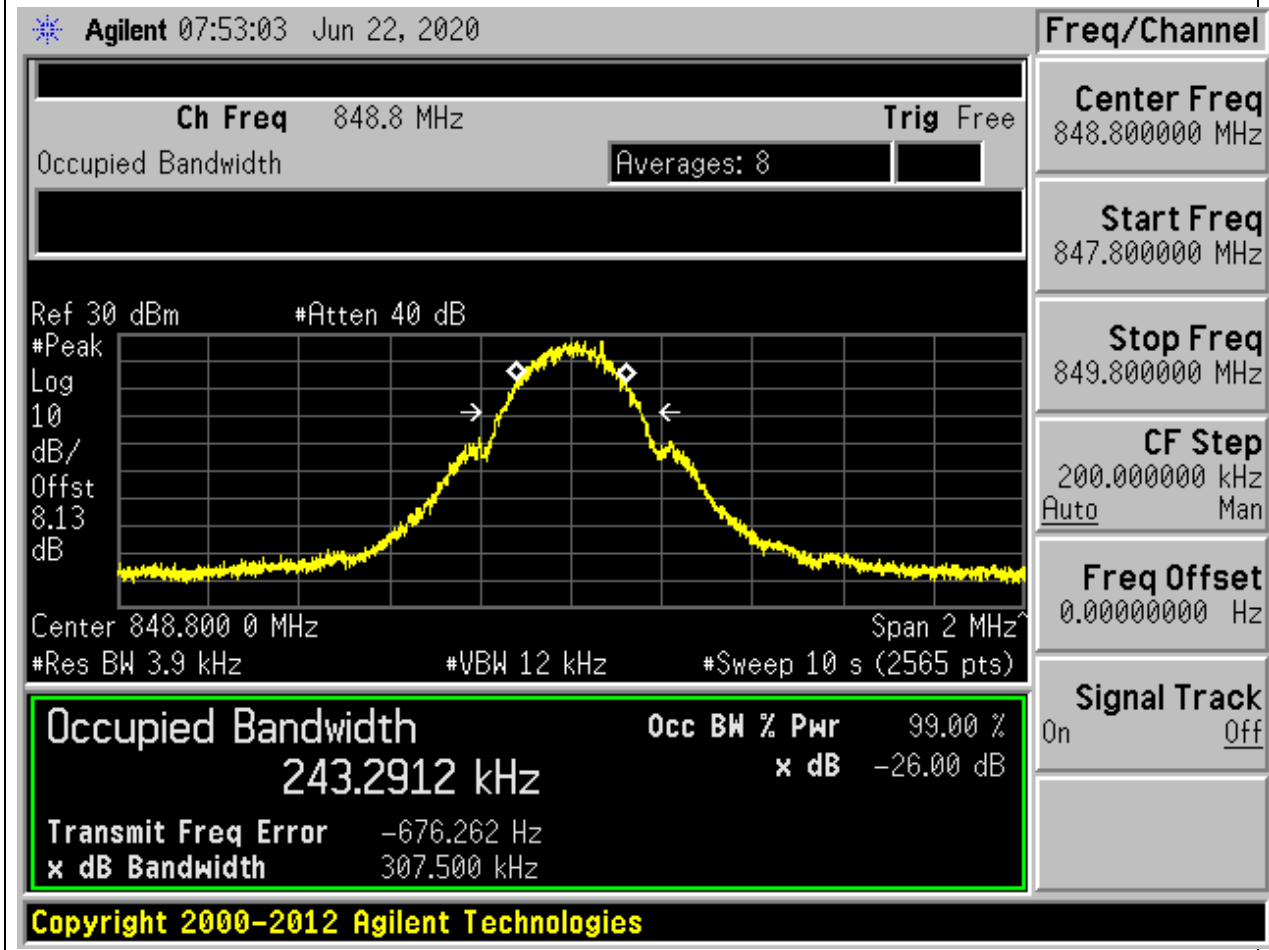 Agilent 07:53:03 Jun 22, 2020
Freq/Channel
Ch Freq 848.8 MHz Trig Free
Occupied Bandwidth Averages: 8
Ref 30 dBm #Atten 40 dB
#Peak
Log
10
dB/
Offst
8.13
dB
Center 848.800 0 MHz Span 2 MHz^
#Res BW 3.9 kHz #VBW 12 kHz #Sweep 10 s (2565 pts)
Occupied Bandwidth Occ BW % Pwr 99.00 %
243.2912 kHz x dB -26.00 dB
Transmit Freq Error -676.262 Hz
x dB Bandwidth 307.500 kHz
Copyright 2000-2012 Agilent Technologies
Center Freq
848.800000 MHz
Start Freq
847.800000 MHz
Stop Freq
849.800000 MHz
CF Step
200.000000 kHz
Auto Man
Freq Offset
0.00000000 Hz
Signal Track
On Off